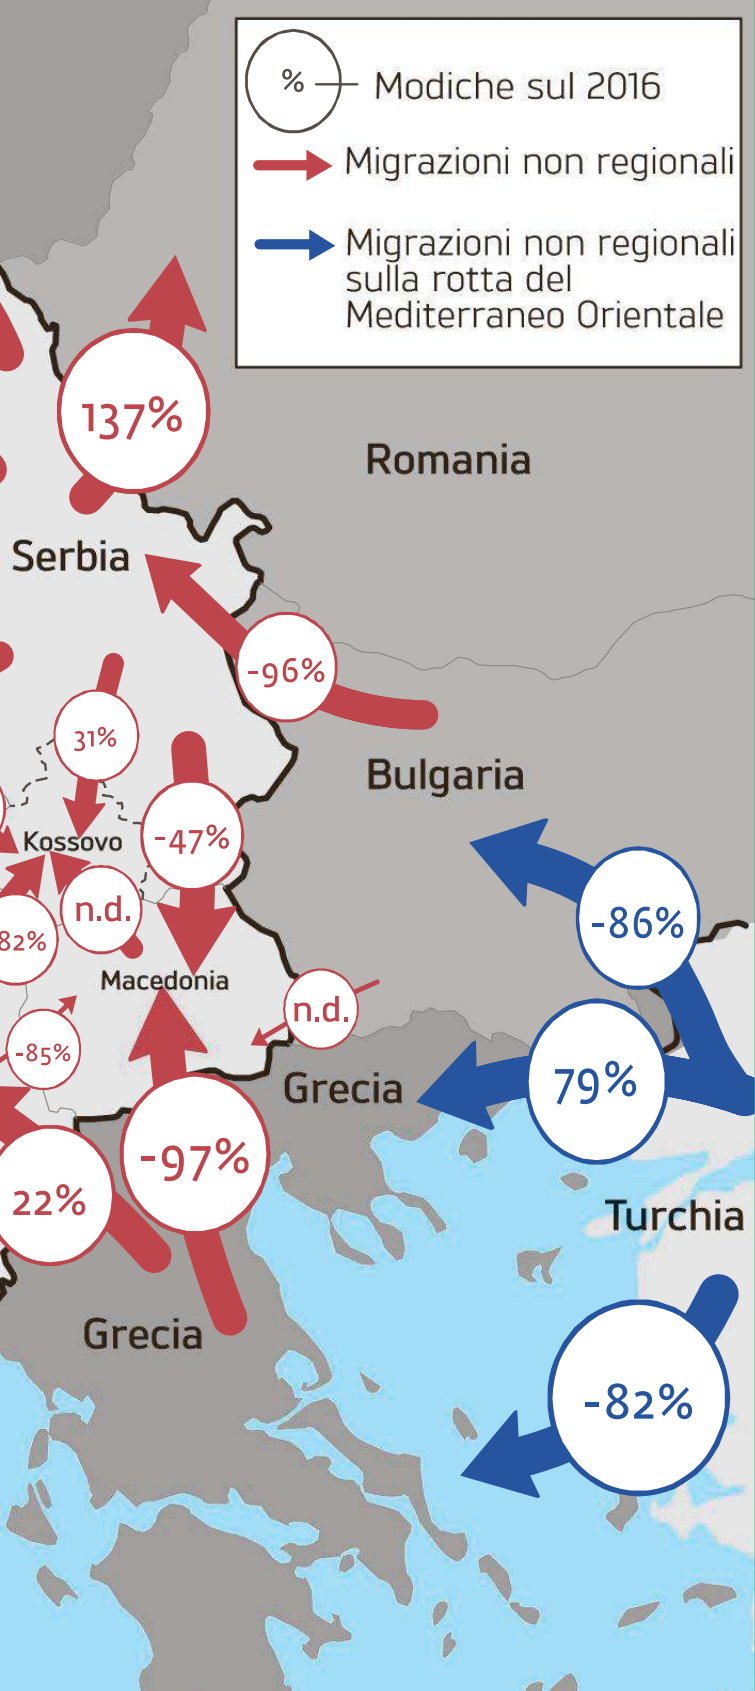 %
Modiche sul 2016
Migrazioni non regionali
Migrazioni non regionali
sulla rotta del
Mediterraneo Orientale
137%
Romania
Serbia
-96%
31%
Bulgaria
-47%
Kossovo
n.d.
82%
-86%
Macedonia
n.d.
-85%
79%
Grecia
-97%
22%
Turchia
Grecia
-82%